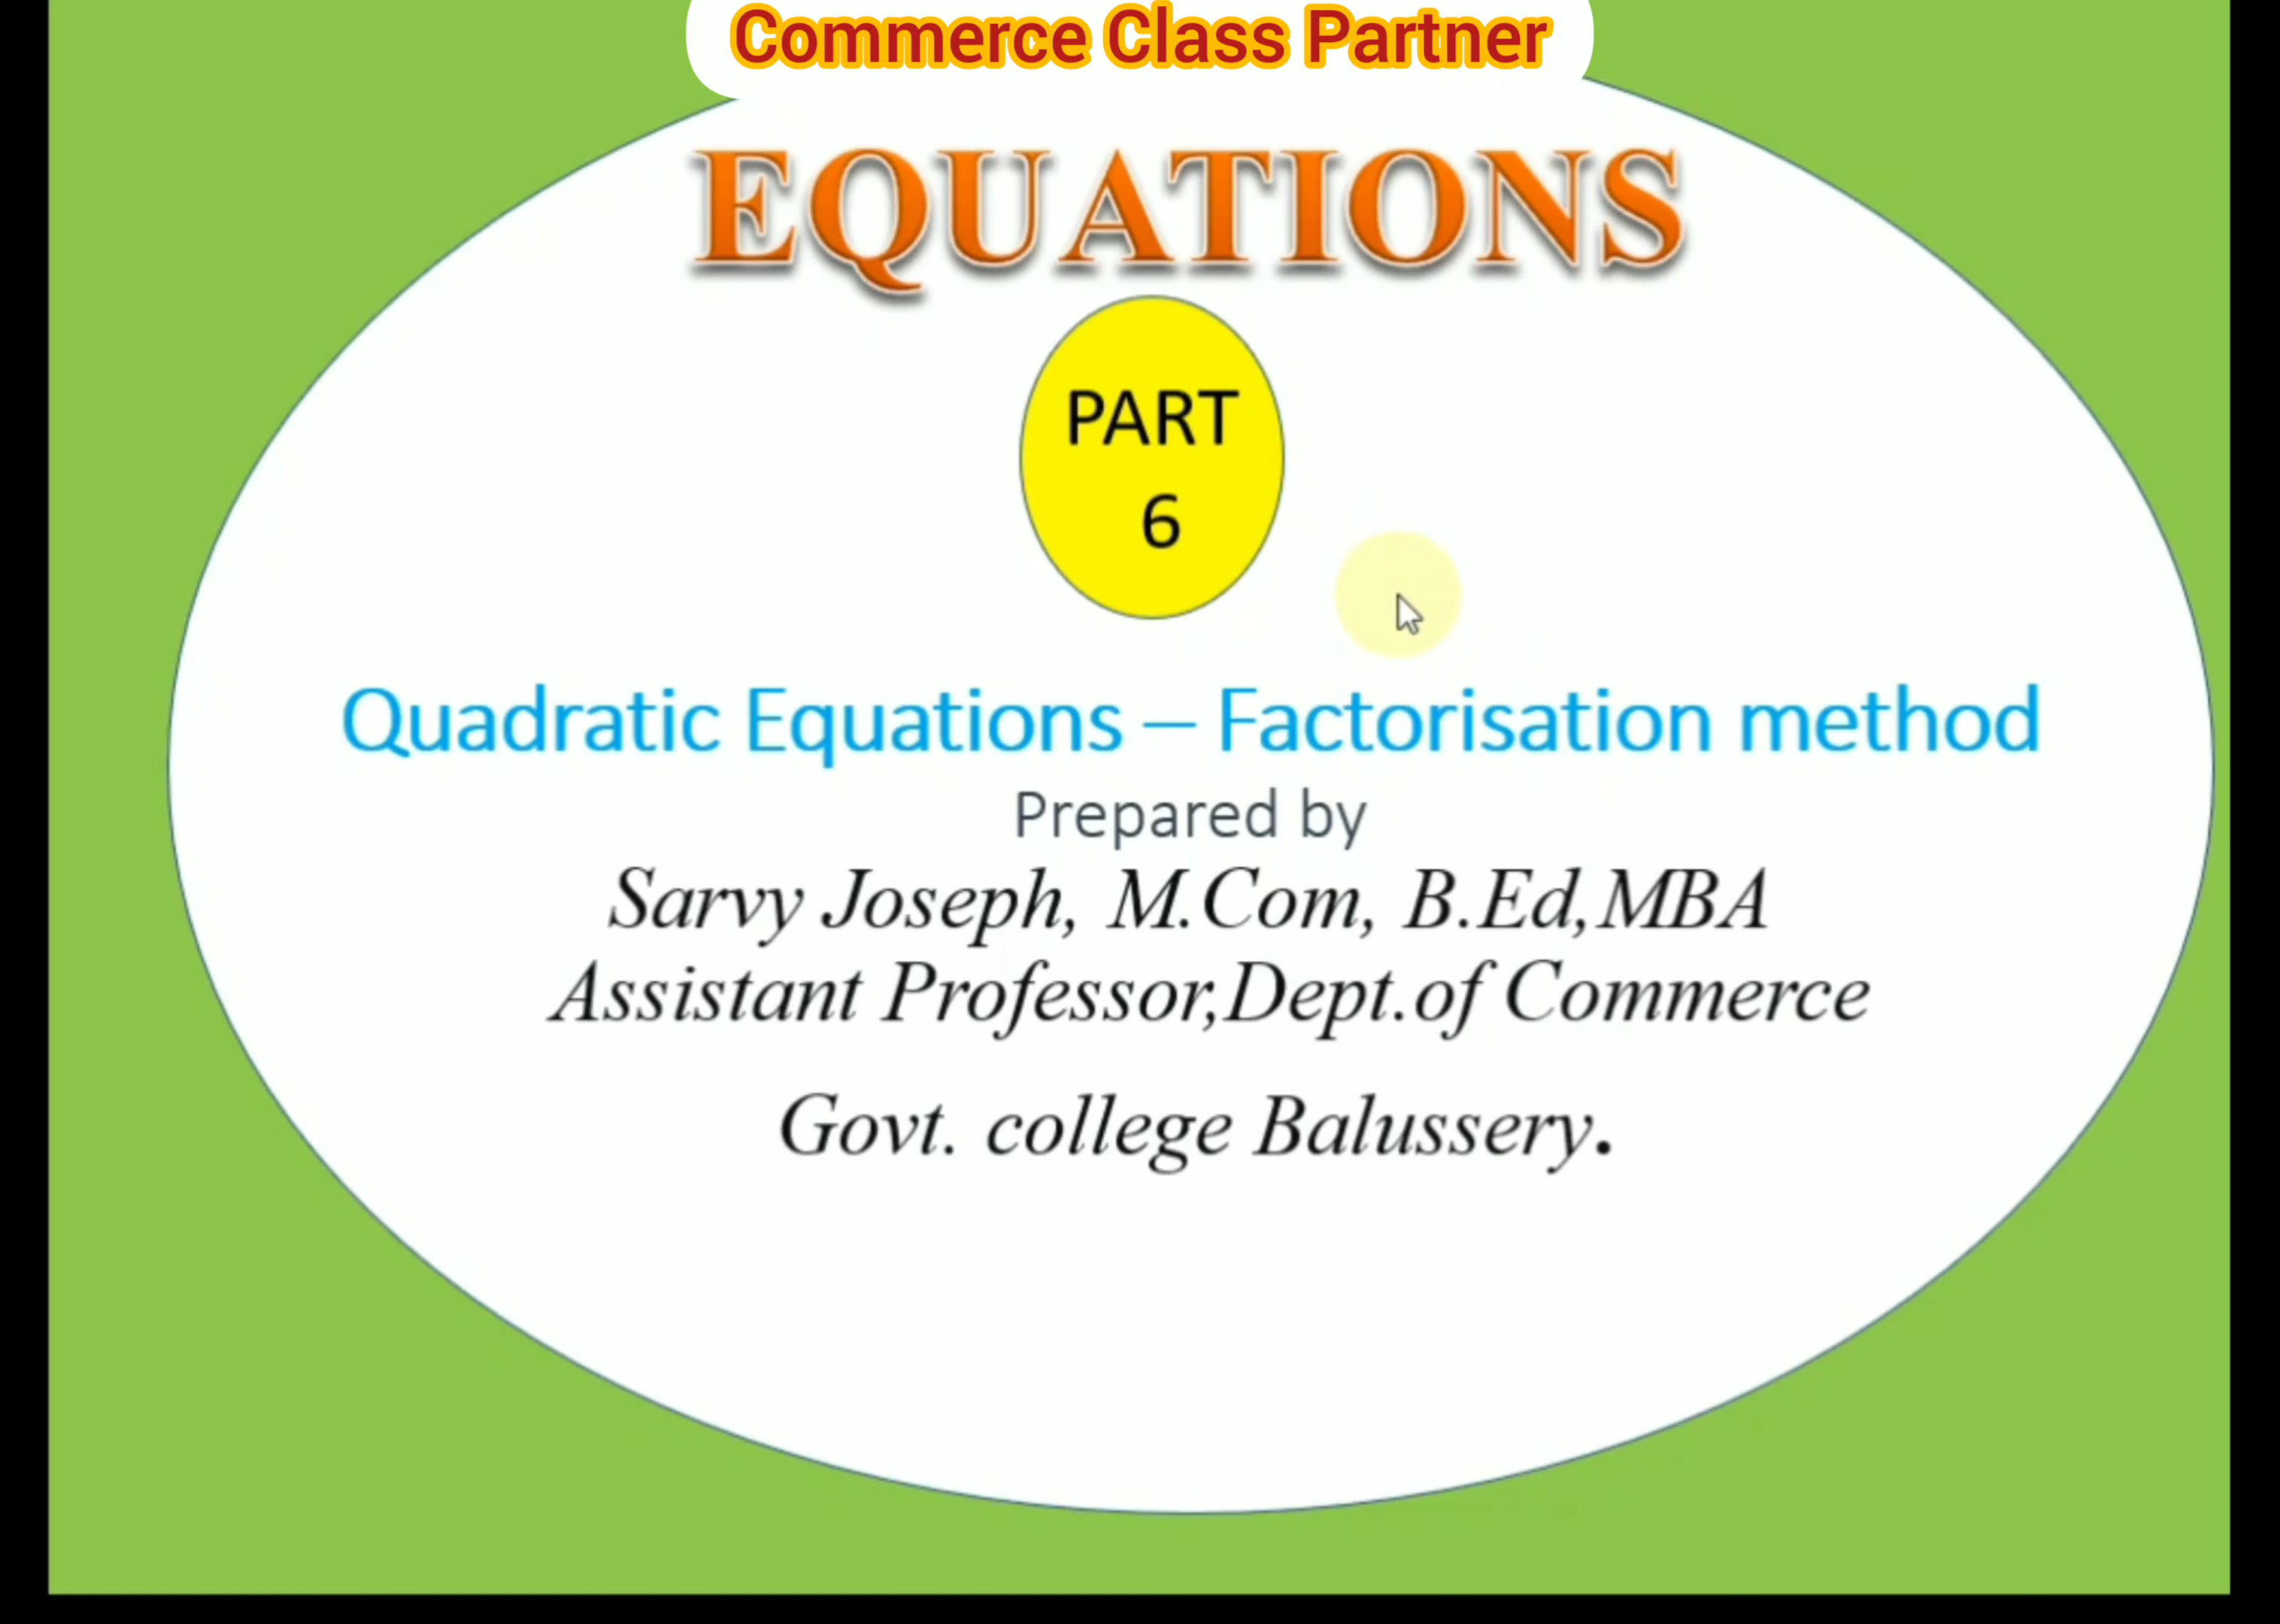 Commerce Class Partner
EQUATIONS
PART
6
Quadratic Equations – Factorisation method
Prepared by
Sarvy Joseph, M.Com, B.Ed,MBA
Assistant Professor,Dept.of Commerce
Govt. college Balussery.